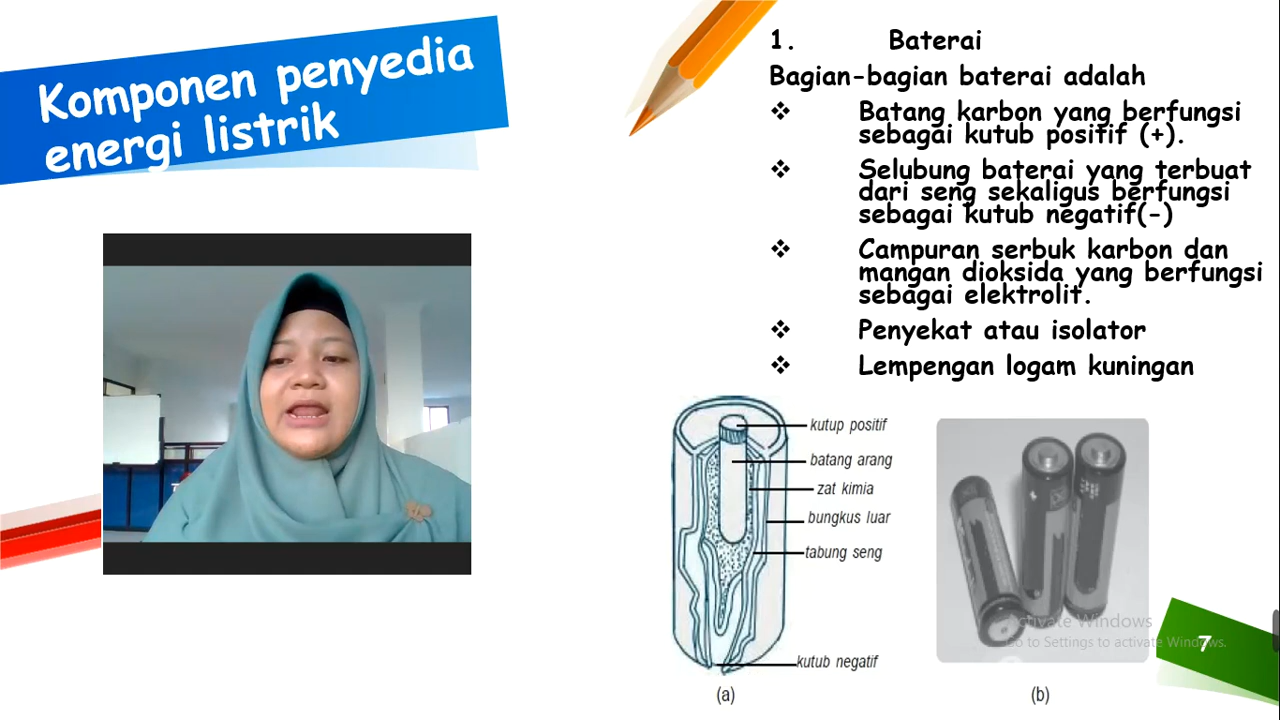 Komponen penyedia
energi listrik
1. Baterai
Bagian-bagian baterai adalah
❖ Batang karbon yang berfungsi
sebagai kutub positif (+).
❖ Selubung baterai yang terbuat
dari seng sekaligus berfungsi
sebagai kutub negatif(-)
❖ Campuran serbuk karbon dan
mangan dioksida yang berfungsi
sebagai elektrolit.
❖ Penyekat atau isolator
❖ Lempengan logam kuningan
kutup positif
batang arang
zat kimia
bungkus luar
tabung seng
kutub negatif
(a)
(b)
Activate Windows
Go to Settings to activate Windows.
7